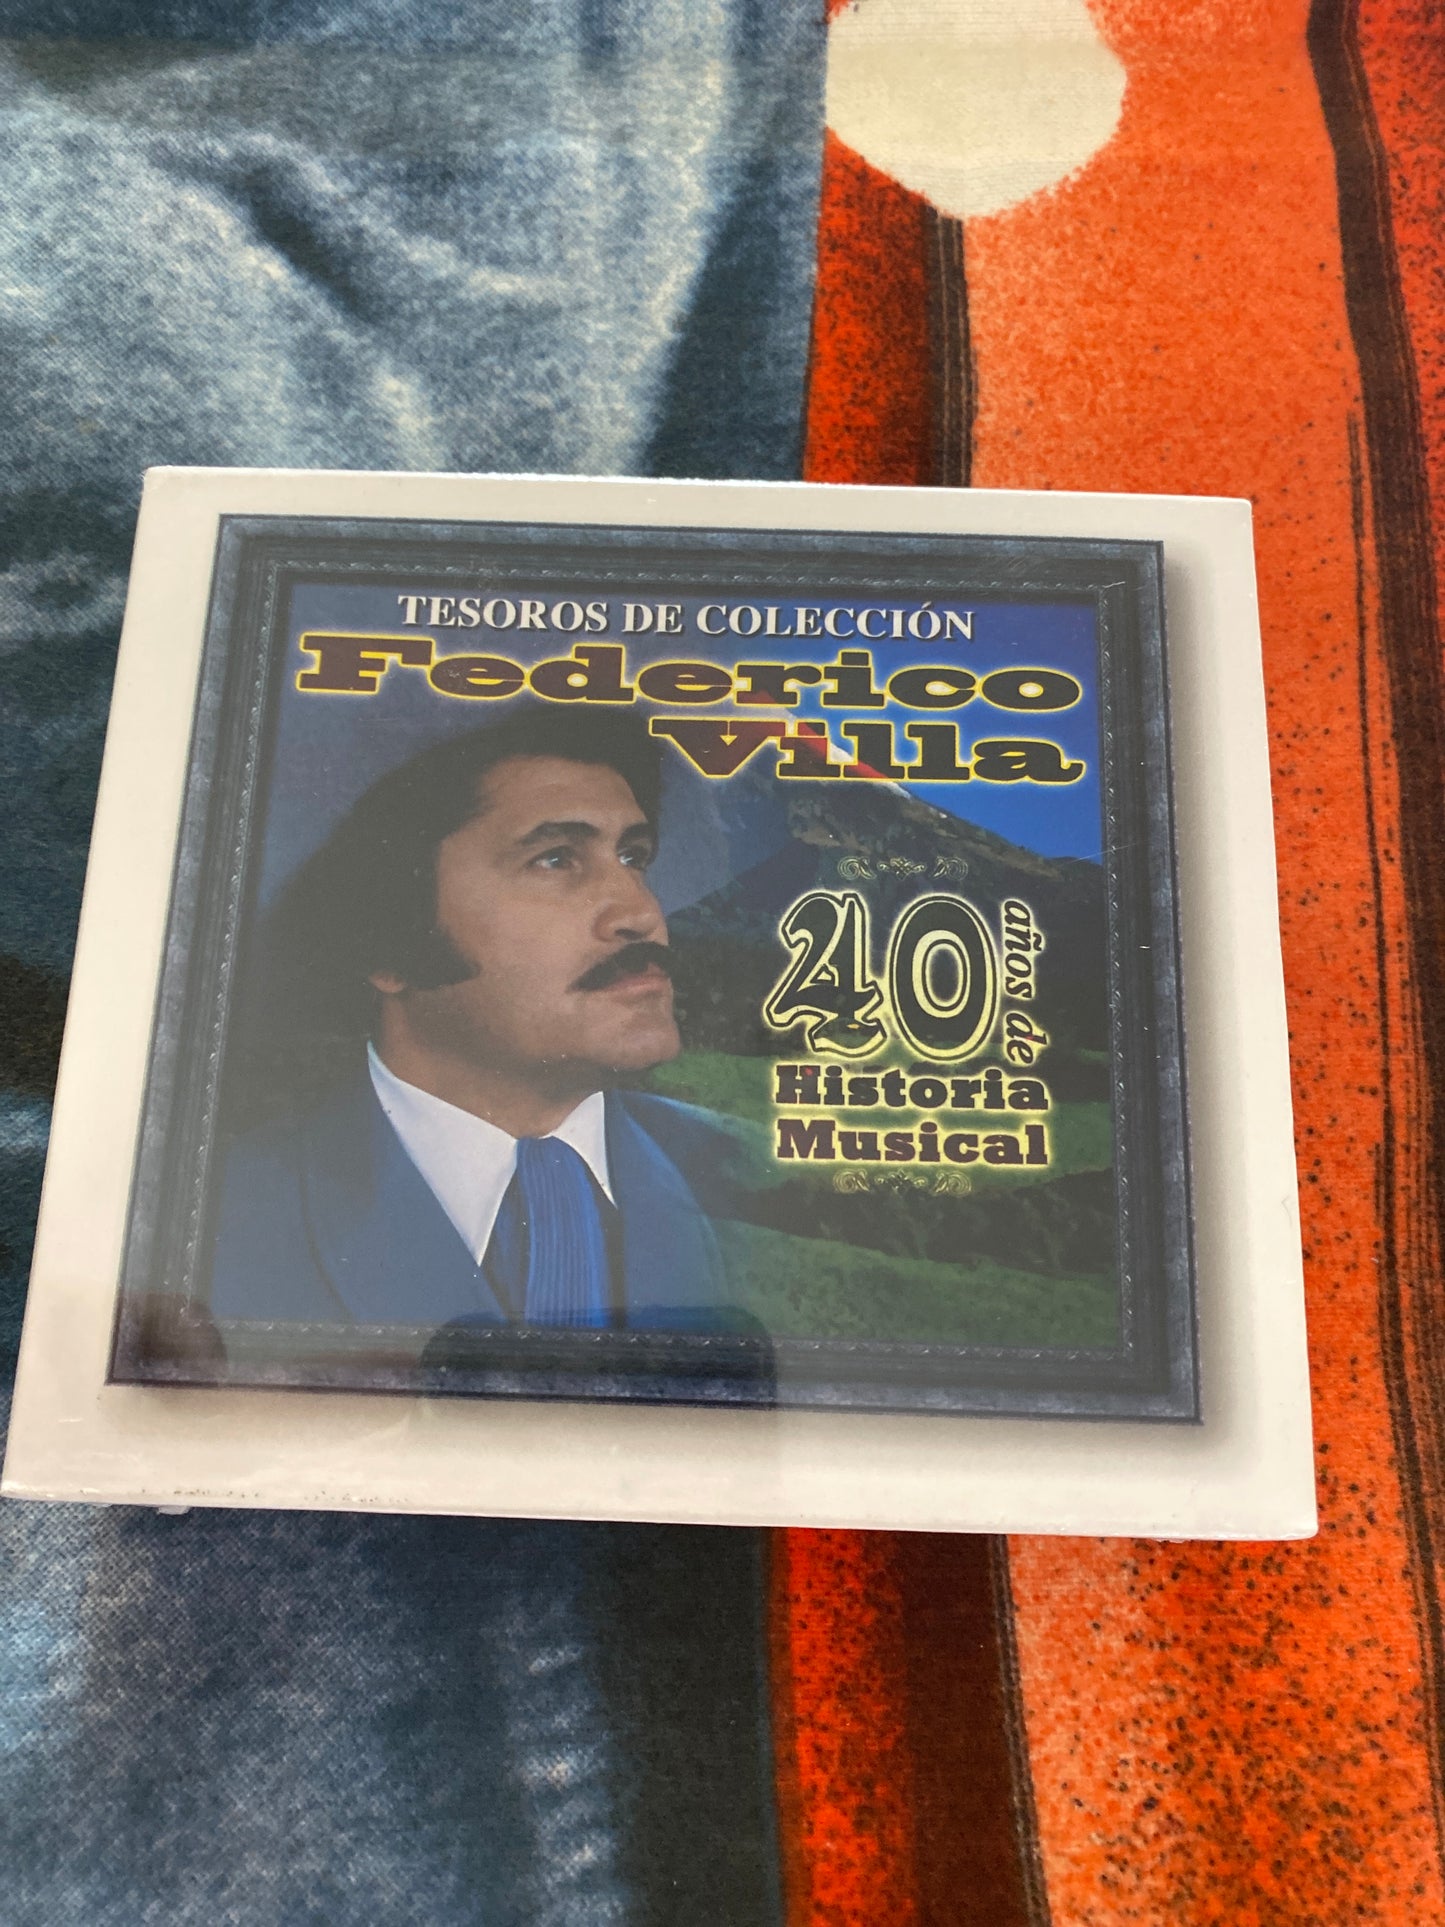 TESOROS DE COLECCIÓN
Federico
Villa
40
años de
Historia
Musical